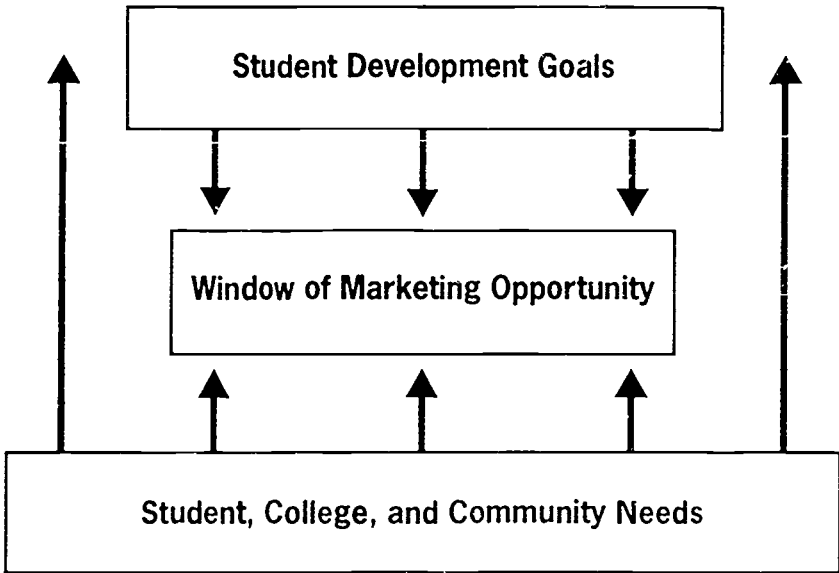 Student Development Goals
Window of Marketing Opportunity
Student, College, and Community Needs